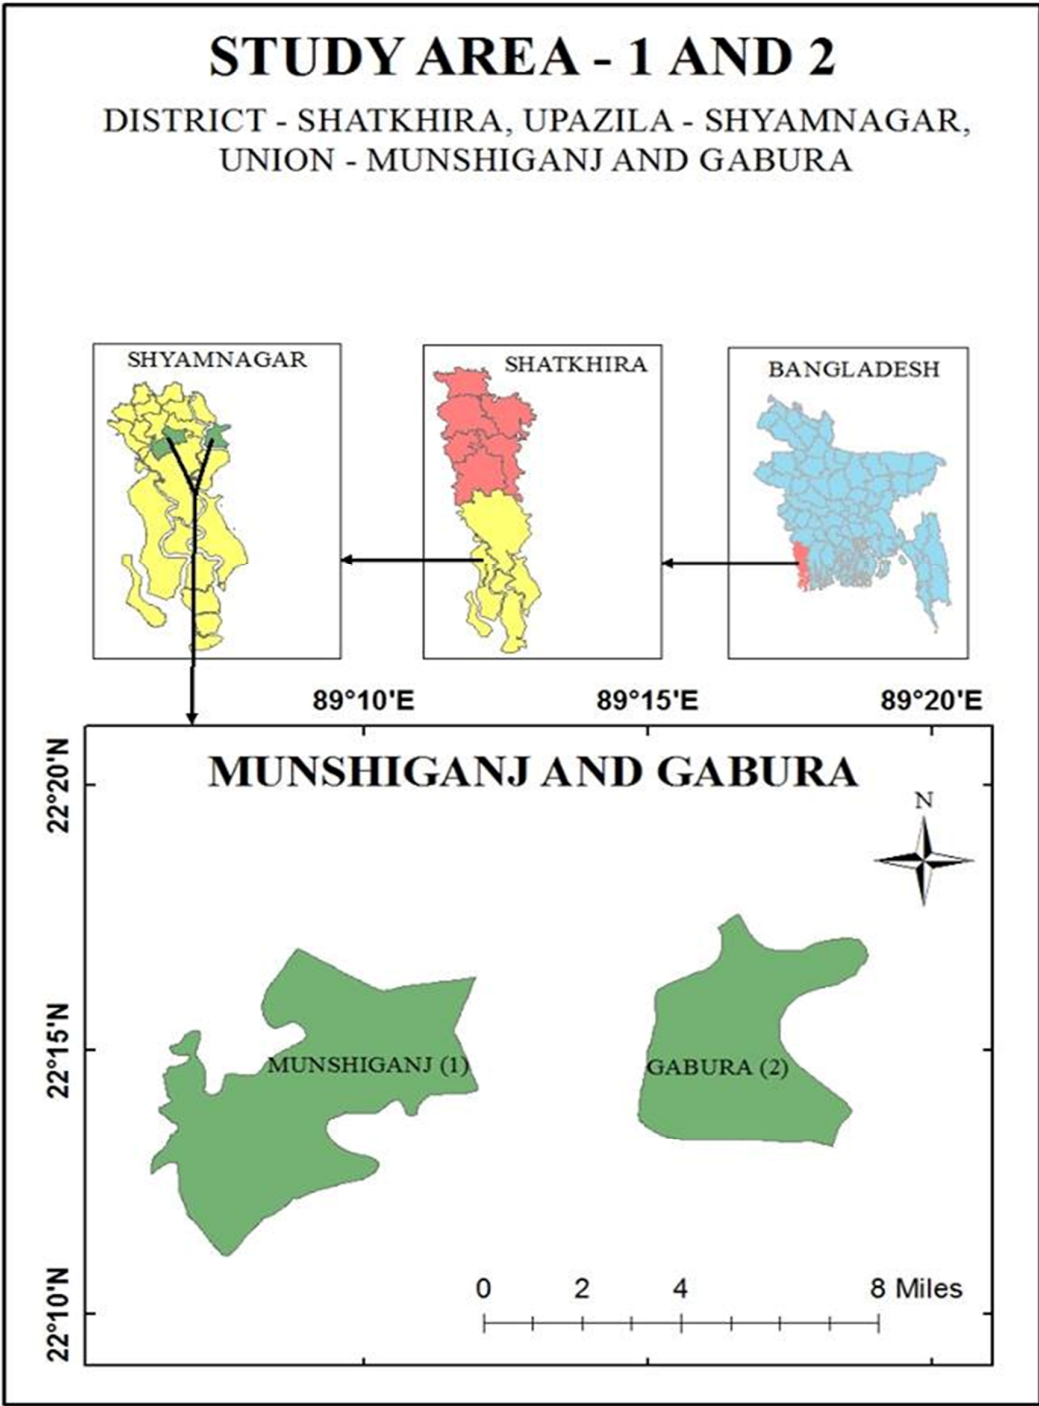 STUDY AREA - 1 AND 2
DISTRICT - SHATKHIRA, UPAZILA - SHYAMNAGAR,
UNION - MUNSHIGANJ AND GABURA
SHYAMNAGAR
SHATKHIRA
BANGLADESH
89°10'E 89°15'E 89°20'E
MUNSHIGANJ AND GABURA
22°20'N
N
22°15'N
MUNSHIGANJ (1)
GABURA (2)
22°10'N
0 2 4 8 Miles